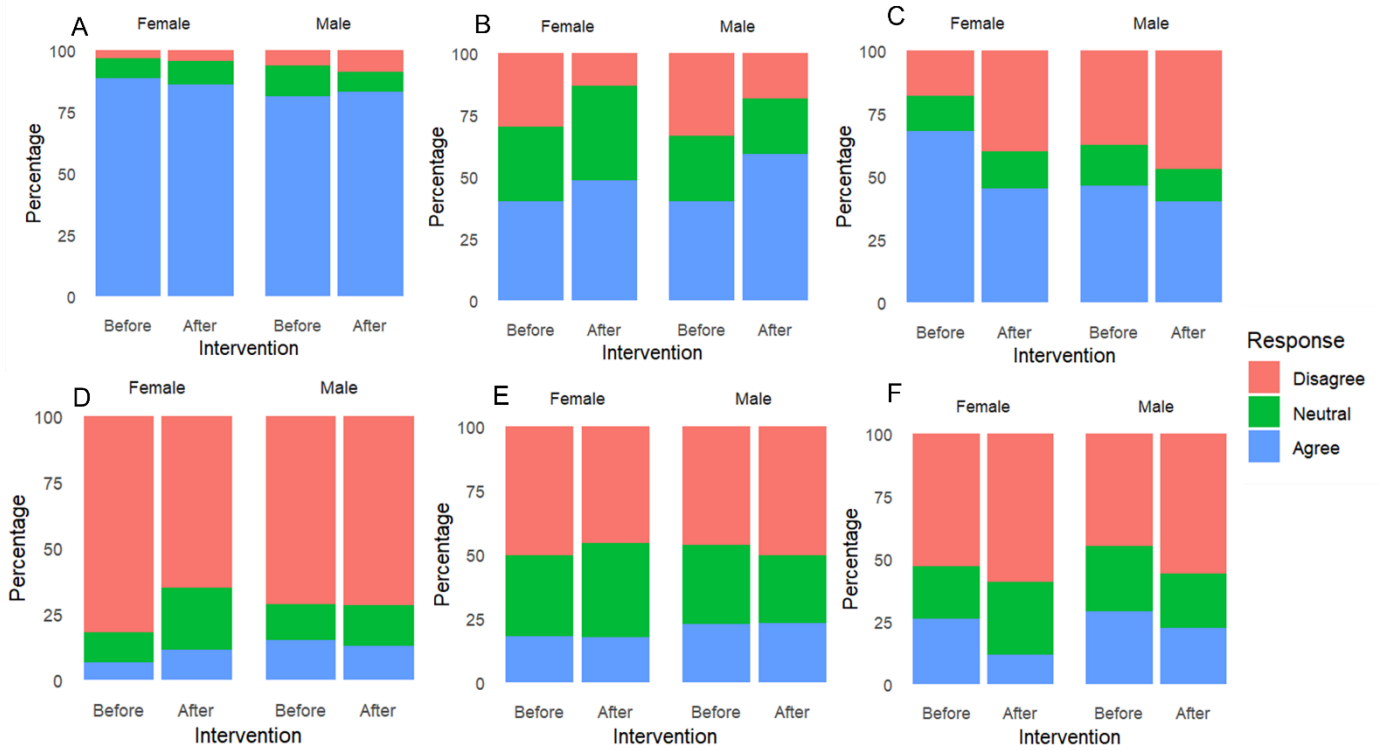 A
Female Male
100
75
50
25
0
Percentage
Before After Before After
Intervention
B
Female Male
100
75
50
25
0
Percentage
Before After Before After
Intervention
C
Female Male
100
75
50
25
0
Percentage
Before After Before After
Intervention
D
Female Male
100
75
50
25
0
Percentage
Before After Before After
Intervention
E
Female Male
100
75
50
25
0
Percentage
Before After Before After
Intervention
F
Female Male
100
75
50
25
0
Percentage
Before After Before After
Intervention
Response
Disagree
Neutral
Agree